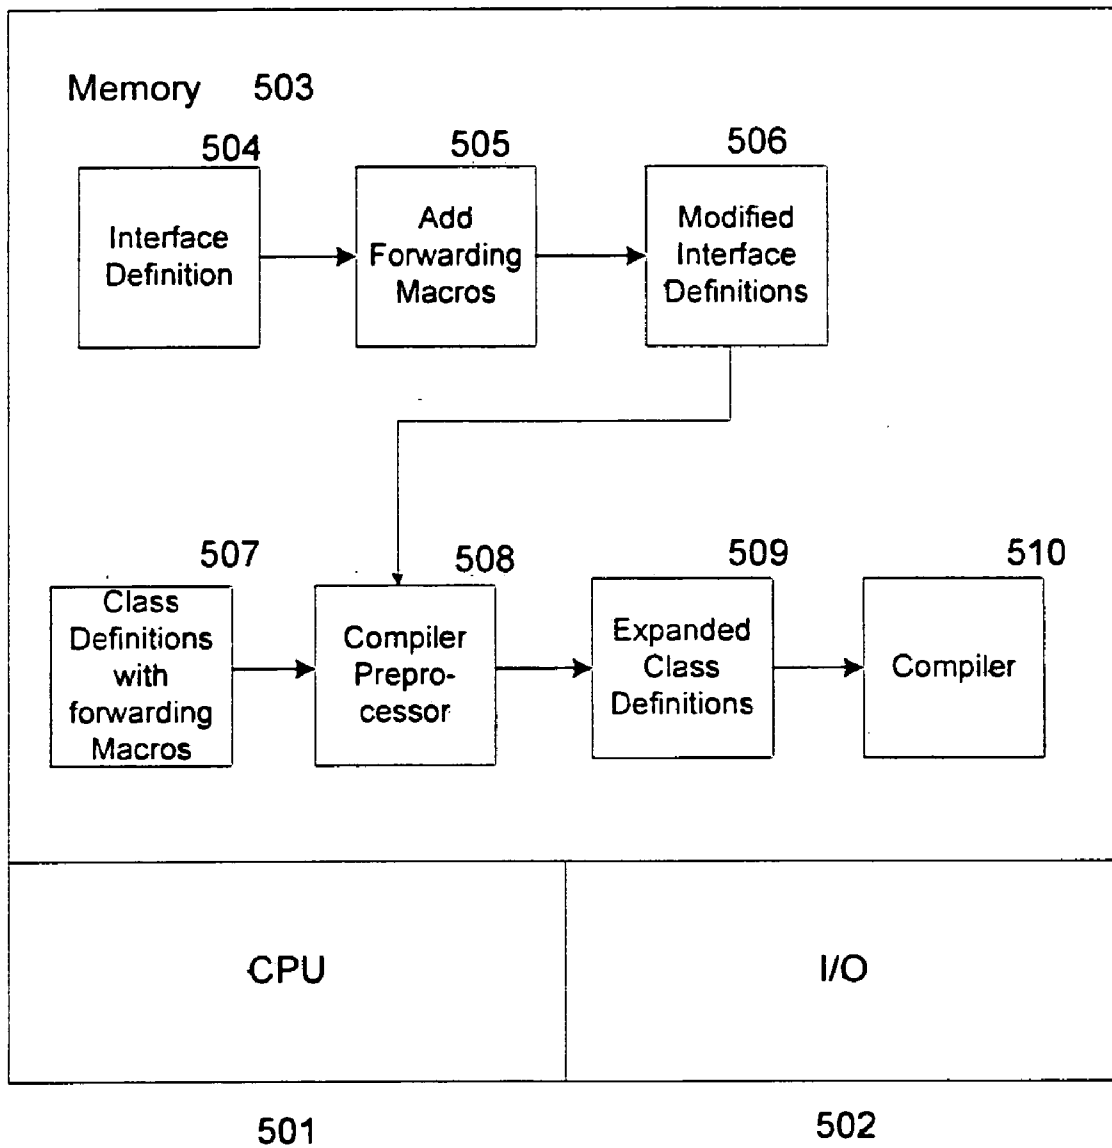 Memory 503
504
505
506
Interface
Definition
Add
Forwarding
Macros
Modified
Interface
Definitions
507
508
509
510
Class
Definitions
with
forwarding
Macros
Compiler
Prepro-
cessor
Expanded
Class
Definitions
Compiler
CPU
I/O
501
502